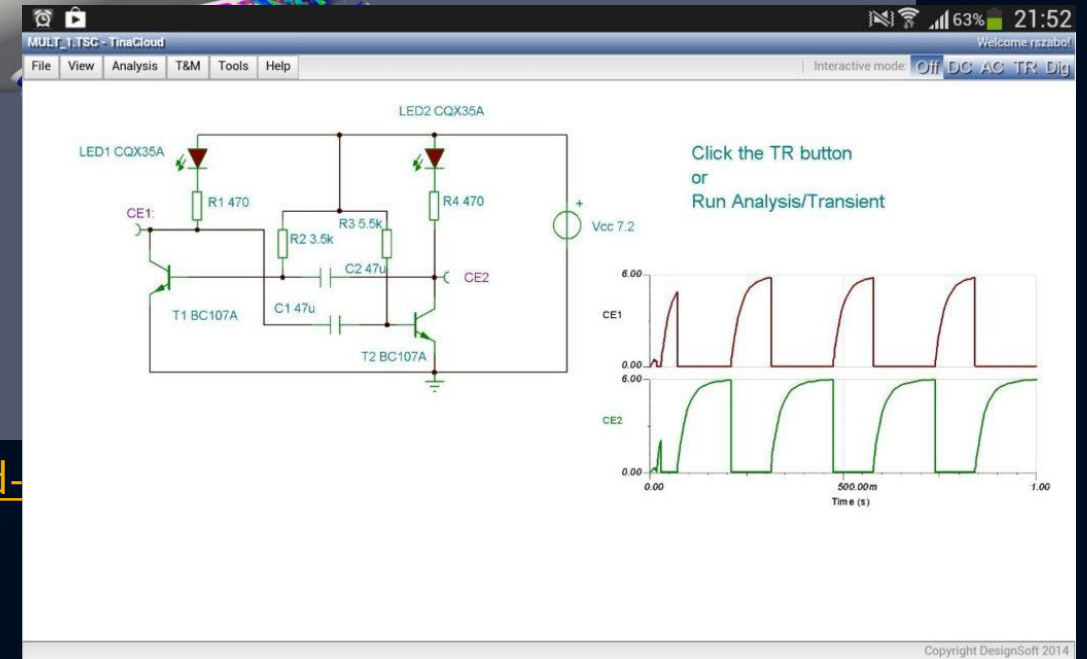 63% 21:52
MULT_1.TSC - TinaCloud
Welcome rszabo!
File View Analysis T&M Tools Help
Interactive mode: Off DC AC TR Dig
LED2 CQX35A
LED1 CQX35A
R1 470
R4 470
CE1:
R3 5.5k
R2 3.5k
Vcc 7.2
+
C2 47u
CE2
C1 47u
T1 BC107A
T2 BC107A
Click the TR button
or
Run Analysis/Transient
6.00
CE1
0.00
6.00
CE2
0.00
0.00 500.00m 1.00
Time (s)
d-
Copyright DesignSoft 2014